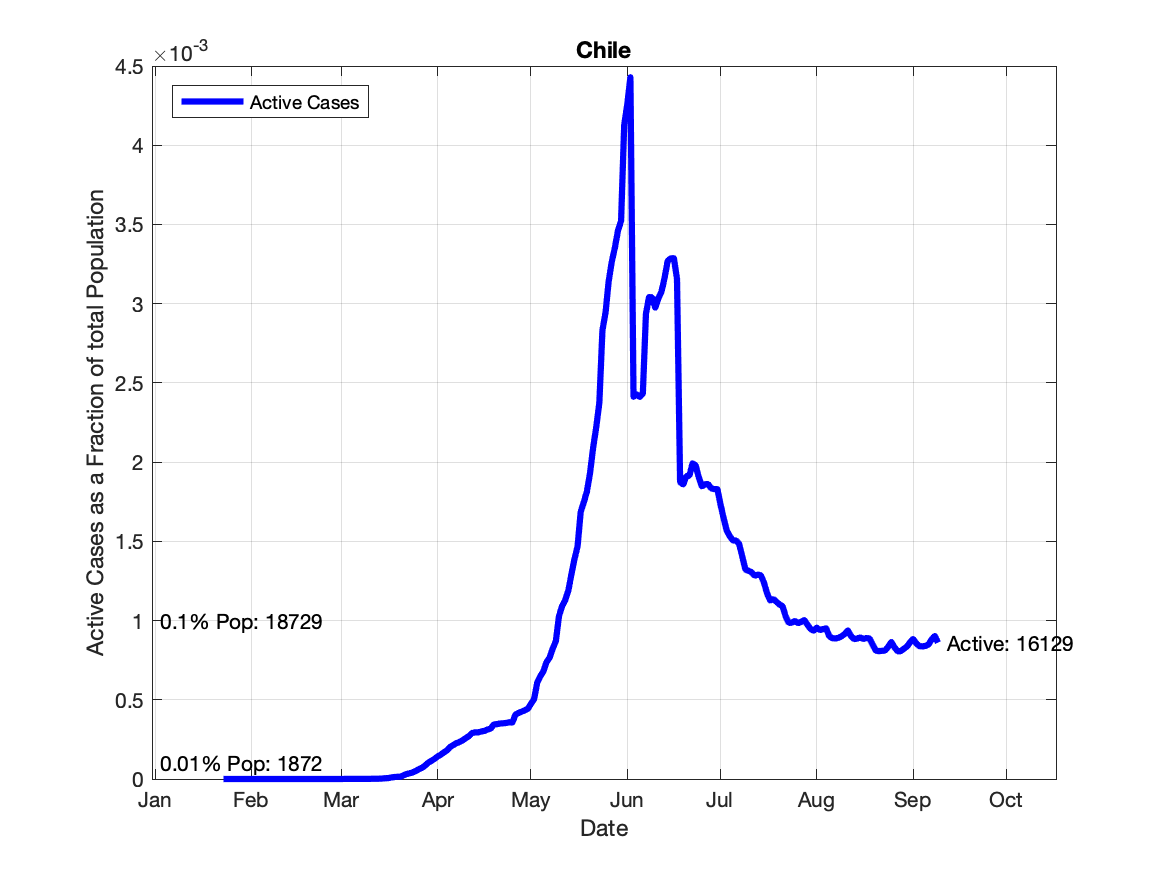 Chile
×10-3
4.5
4
3.5
3
2.5
2
1.5
1
0.5
0
Active Cases as a Fraction of total Population
Active Cases
0.1% Pop: 18729
Active: 16129
0.01% Pop: 1872
Jan Feb Mar Apr May Jun Jul Aug Sep Oct
Date